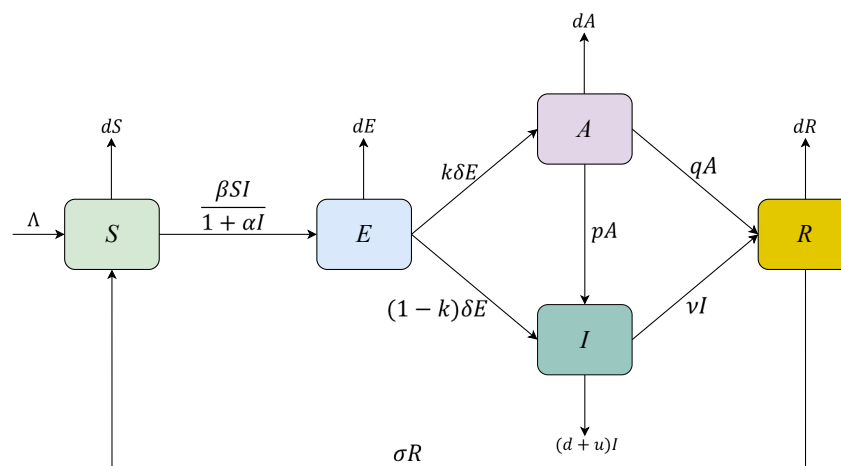 dA
A
dS
dE
dR
kδE
qA
Λ
S
βSI
1 + αI
E
pA
R
(1 − k)δE
νI
I
(d + u)I
σR